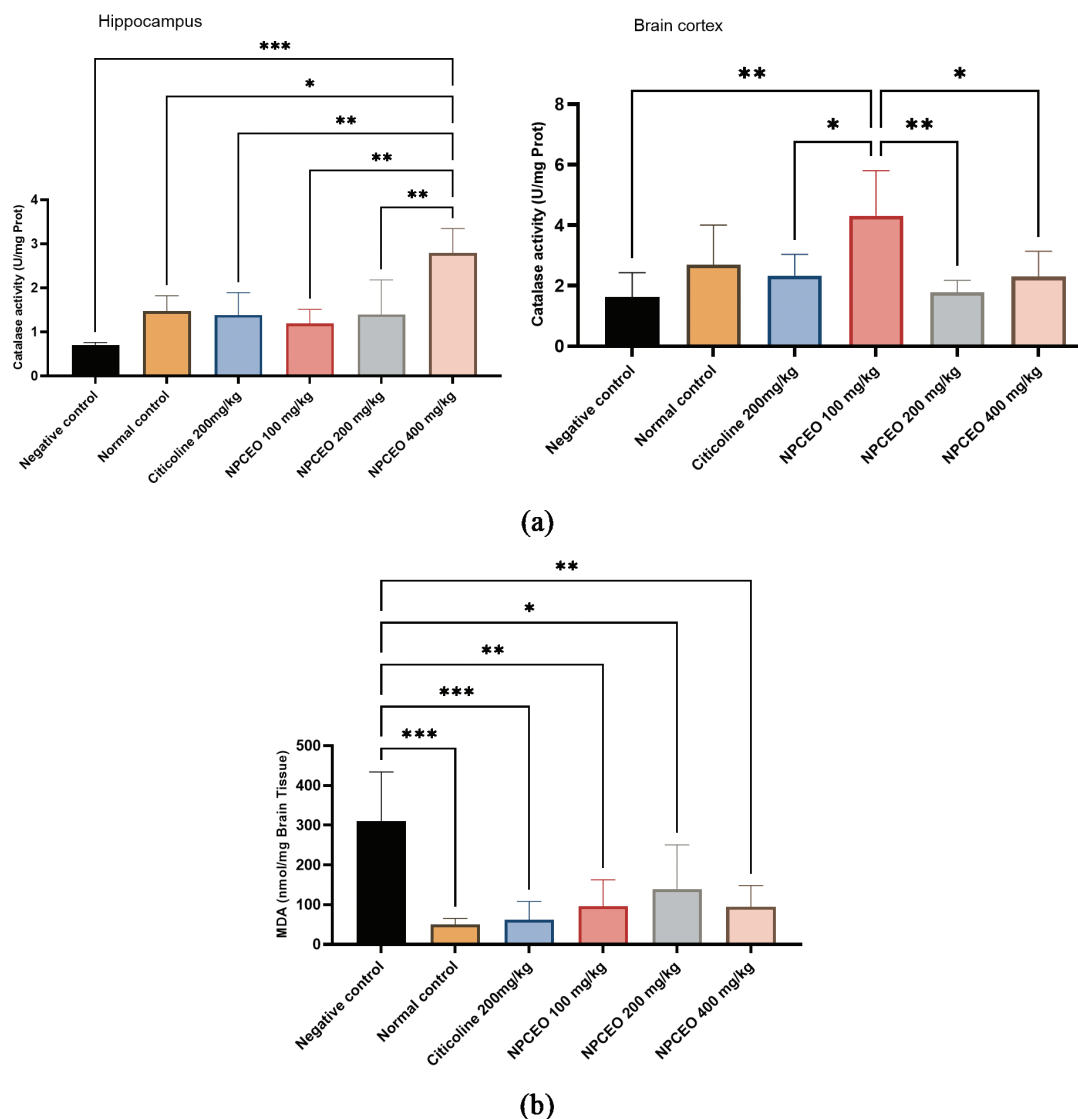 Hippocampus
***
*
**
**
**
Catalase activity (U/mg Prot)
4
3
2
1
0
Negative control
Normal control
Citicoline 200mg/kg
NPCEO 100 mg/kg
NPCEO 200 mg/kg
NPCEO 400 mg/kg
Brain cortex
**
*
*
**
Catalase activity (U/mg Prot)
8
6
4
2
0
Negative control
Normal control
Citicoline 200mg/kg
NPCEO 100 mg/kg
NPCEO 200 mg/kg
NPCEO 400 mg/kg
(a)
**
*
**
***
***
MDA (nmol/mg Brain Tissue)
500
400
300
200
100
0
Negative control
Normal control
Citicoline 200mg/kg
NPCEO 100 mg/kg
NPCEO 200 mg/kg
NPCEO 400 mg/kg
(b)